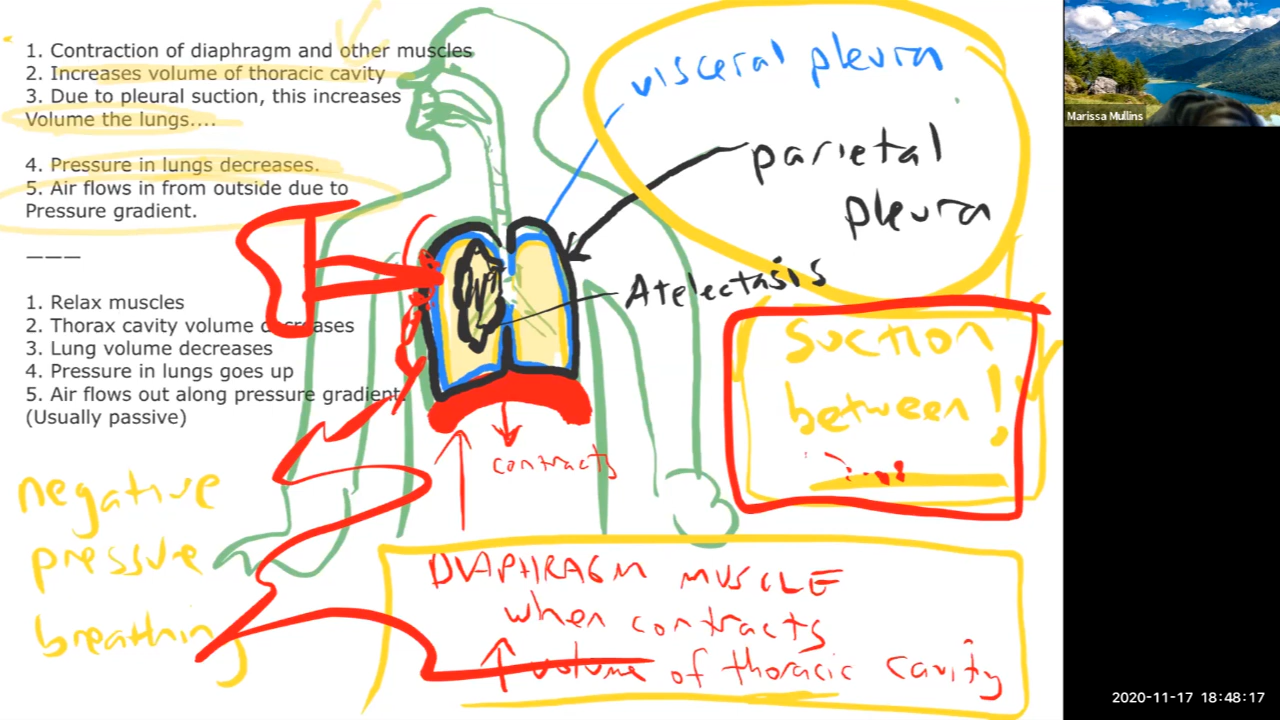 1. Contraction of diaphragm and other muscles
2. Increases volume of thoracic cavity
3. Due to pleural suction, this increases
Volume the lungs....
4. Pressure in lungs decreases.
5. Air flows in from outside due to
Pressure gradient.
———
1. Relax muscles
2. Thorax cavity volume decreases
3. Lung volume decreases
4. Pressure in lungs goes up
5. Air flows out along pressure gradient.
(Usually passive)
negative
pressure
breathing
visceral pleura
parietal
pleura
Atelectasis
suction
between!
contracts
DIAPHRAGM MUSCLE
when contracts
↑ volume of thoracic cavity
Marissa Mullins
2020-11-17 18:48:17